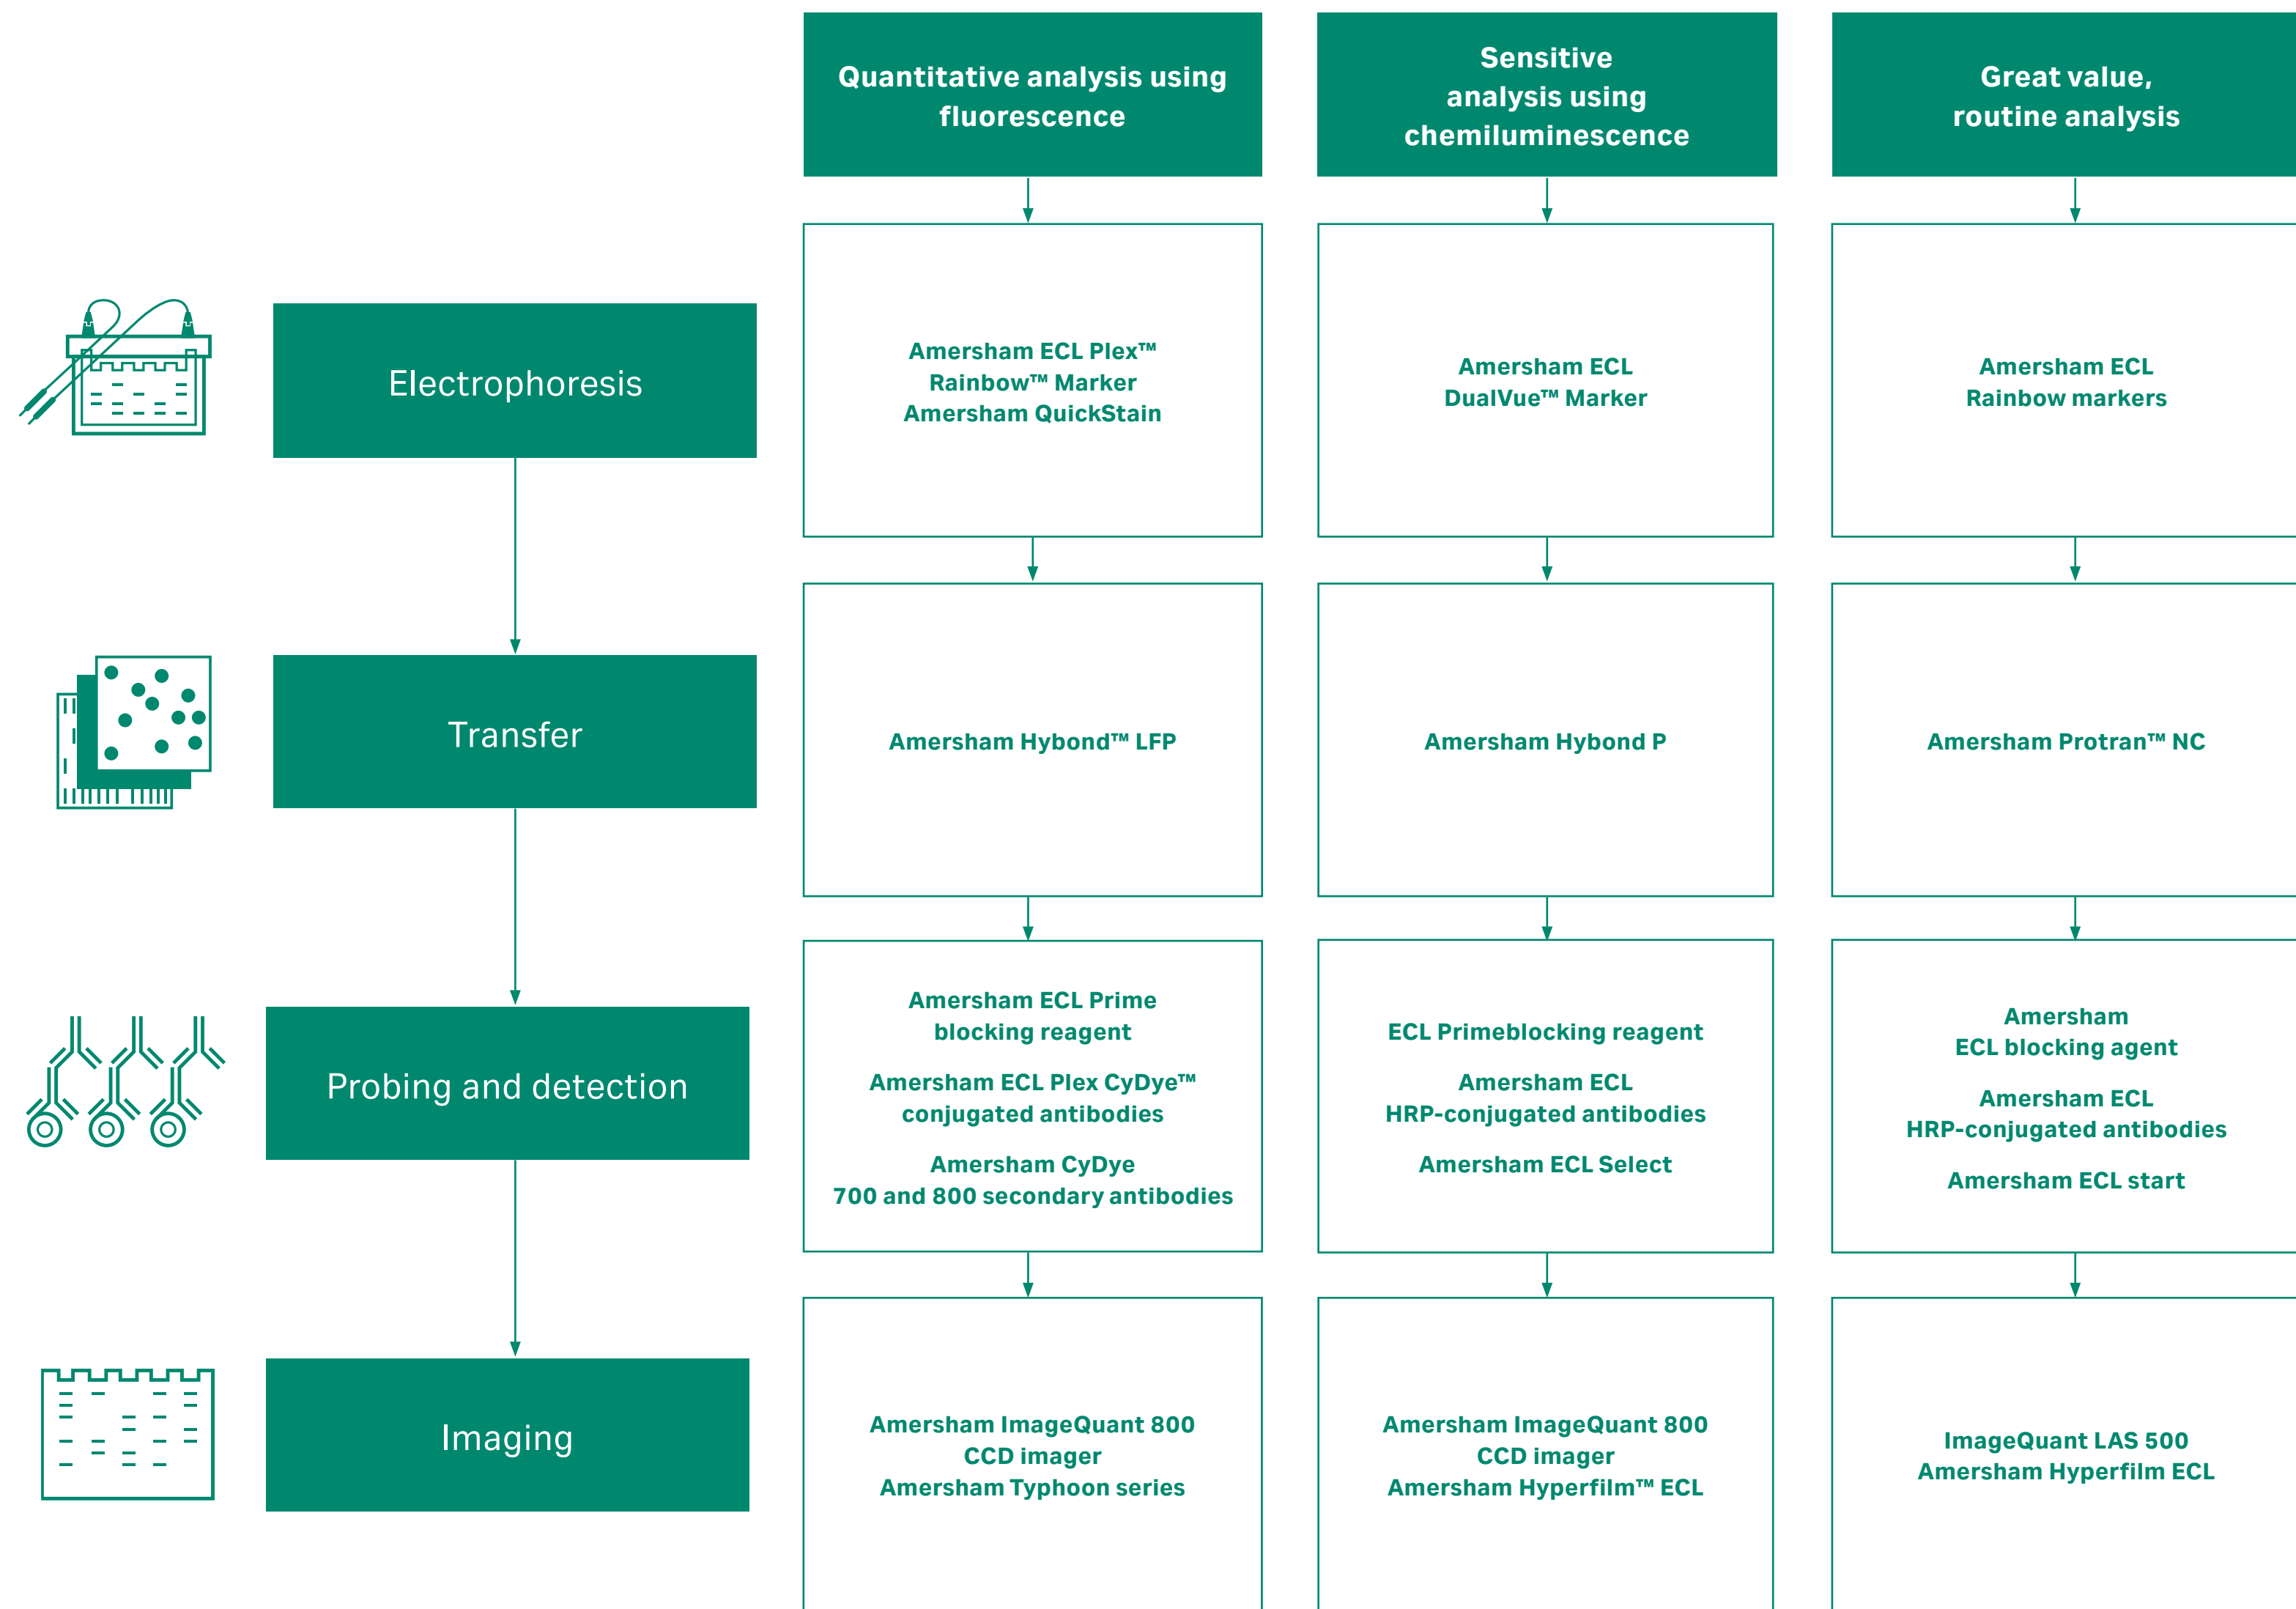 Quantitative analysis using
fluorescence
Sensitive
analysis using
chemiluminescence
Great value,
routine analysis
Electrophoresis
Amersham ECL Plex™
Rainbow™ Marker
Amersham QuickStain
Amersham ECL
DualVue™ Marker
Amersham ECL
Rainbow markers
Transfer
Amersham Hybond™ LFP
Amersham Hybond P
Amersham Protran™ NC
Probing and detection
Amersham ECL Prime
blocking reagent
Amersham ECL Plex CyDye™
conjugated antibodies
Amersham CyDye
700 and 800 secondary antibodies
ECL Primeblocking reagent
Amersham ECL
HRP-conjugated antibodies
Amersham ECL Select
Amersham
ECL blocking agent
Amersham ECL
HRP-conjugated antibodies
Amersham ECL start
Imaging
Amersham ImageQuant 800
CCD imager
Amersham Typhoon series
Amersham ImageQuant 800
CCD imager
Amersham Hyperfilm™ ECL
ImageQuant LAS 500
Amersham Hyperfilm ECL